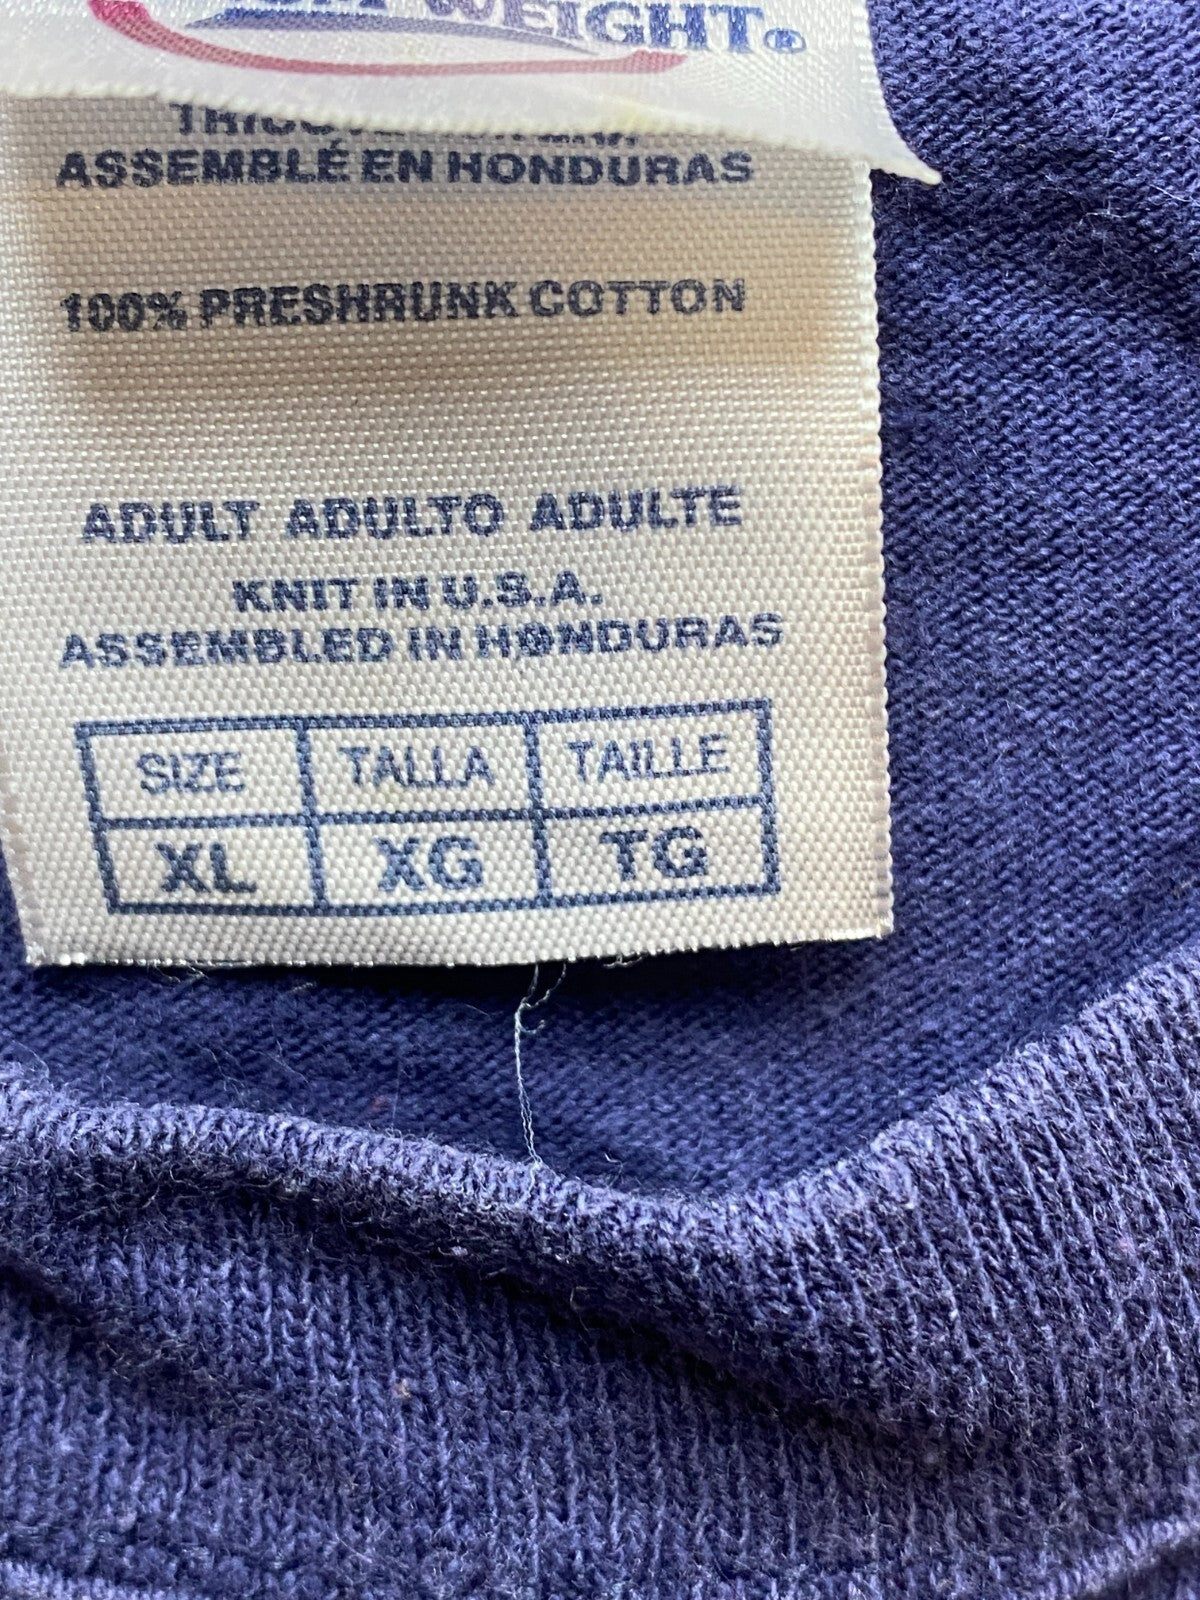 WEIGHT®
ASSEMBLÉ EN HONDURAS
100% PRESHRUNK COTTON
ADULT ADULTO ADULTE
KNIT IN U.S.A.
ASSEMBLED IN HONDURAS
SIZE TALLA TAILLE
XL XG TG